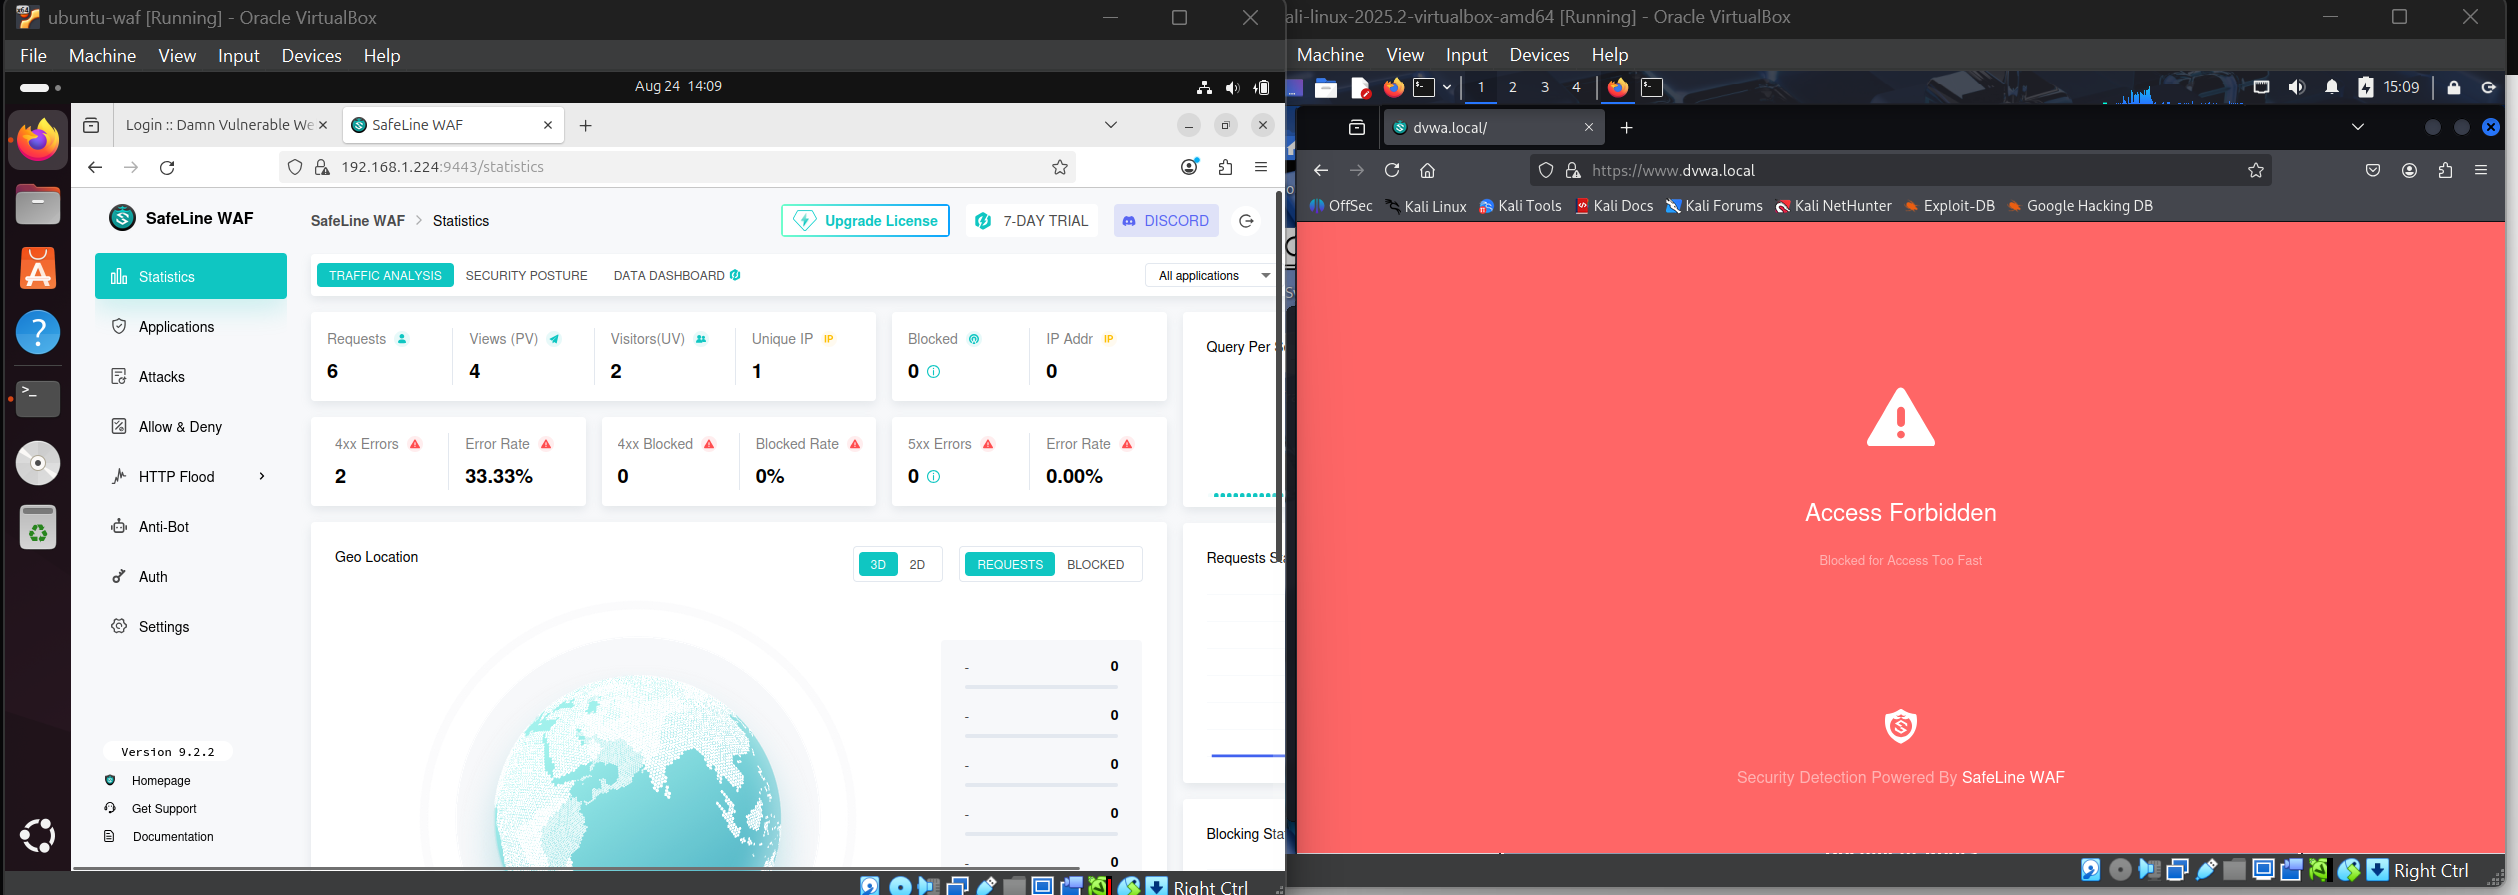 ubuntu-waf [Running] - Oracle VirtualBox
File Machine View Input Devices Help
Aug 24 14:09
Login :: Damn Vulnerable We
SafeLine WAF
192.168.1.224:9443/statistics
SafeLine WAF
SafeLine WAF > Statistics
Upgrade License
7-DAY TRIAL
DISCORD
Statistics
Applications
Attacks
Allow & Deny
HTTP Flood
Anti-Bot
Auth
Settings
Version 9.2.2
Homepage
Get Support
Documentation
TRAFFIC ANALYSIS SECURITY POSTURE DATA DASHBOARD
All applications
Requests Views (PV) Visitors(UV) Unique IP IP
6 4 2 1
Blocked IP Addr IP
0 0
Query Per
4xx Errors Error Rate
2 33.33%
4xx Blocked Blocked Rate
0 0%
5xx Errors Error Rate
0 0.00%
Geo Location
3D 2D
REQUESTS BLOCKED
- 0
- 0
- 0
- 0
- 0
Requests Sta
Blocking Sta
Right Ctrl
ali-linux-2025.2-virtualbox-amd64 [Running] - Oracle VirtualBox
Machine View Input Devices Help
1 2 3 4
15:09
dvwa.local/
https://www.dvwa.local
OffSec Kali Linux Kali Tools Kali Docs Kali Forums Kali NetHunter Exploit-DB Google Hacking DB
Access Forbidden
Blocked for Access Too Fast
Security Detection Powered By SafeLine WAF
Right Ctrl